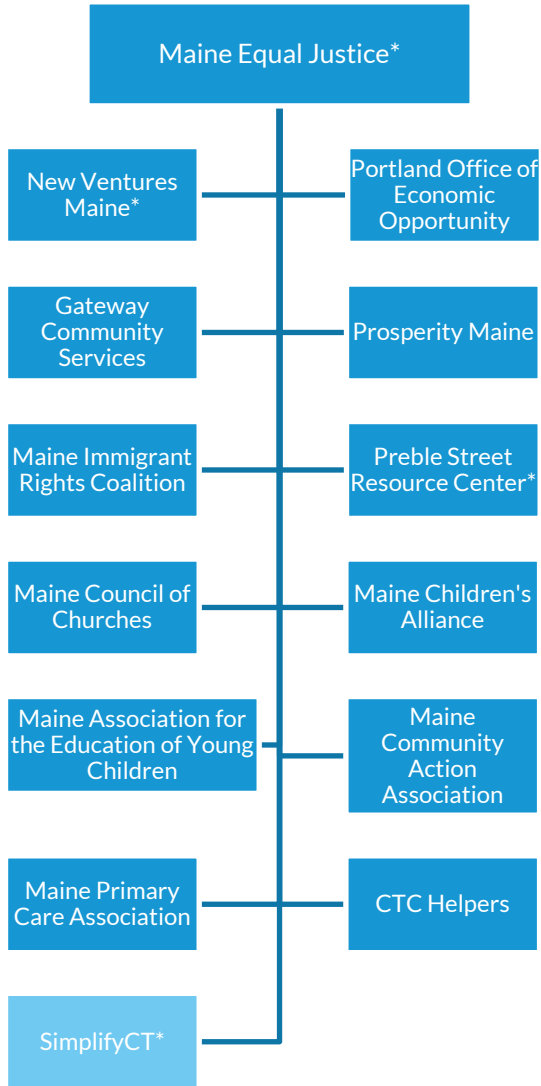 Maine Equal Justice*
New Ventures
Maine*
Portland Office of
Economic
Opportunity
Gateway
Community
Services
Prosperity Maine
Maine Immigrant
Rights Coalition
Preble Street
Resource Center*
Maine Council of
Churches
Maine Children's
Alliance
Maine Association for
the Education of Young
Children
Maine
Community
Action
Association
Maine Primary
Care Association
CTC Helpers
SimplifyCT*